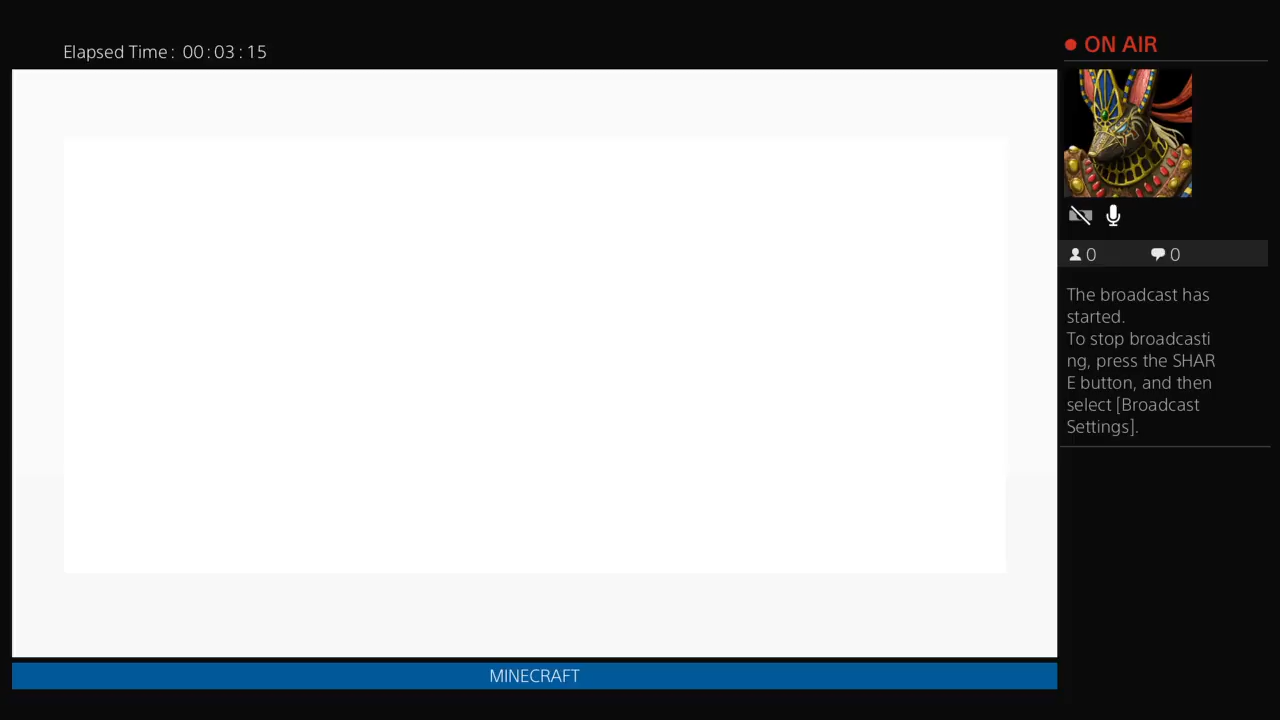 Elapsed Time: 00:03:15
ON AIR
0 0
The broadcast has
started.
To stop broadcasti
ng, press the SHAR
E button, and then
select [Broadcast
Settings].
MINECRAFT